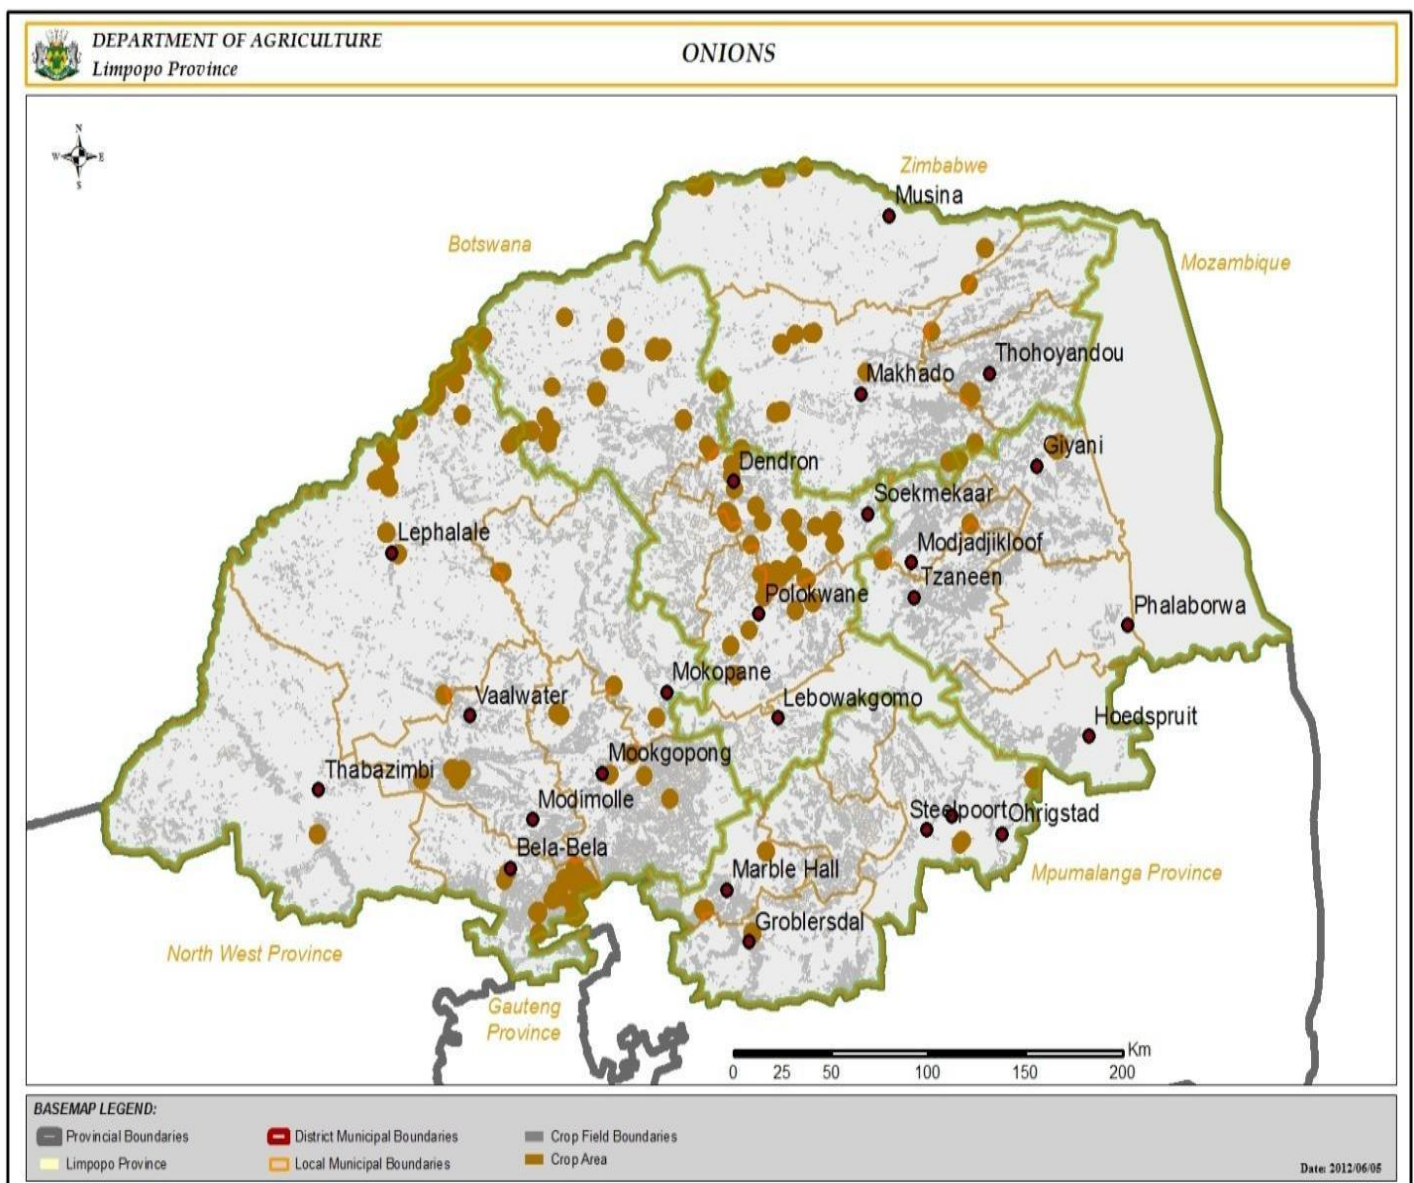 DEPARTMENT OF AGRICULTURE
Limpopo Province
ONIONS
N
W E
S
Zimbabwe
Musina
Botswana
Mozambique
Thohoyandou
Makhado
Giyani
Dendron
Soekmekaar
Lephalale
Modjadjikloof
Tzaneen
Polokwane
Phalaborwa
Mokopane
Vaalwater
Lebowakgomo
Hoedspruit
Mookgopong
Thabazimbi
Modimolle
Steelpoort
Ohrigstad
Bela-Bela
Marble Hall
Mpumalanga Province
Groblersdal
North West Province
Gauteng
Province
Km
0 25 50 100 150 200
BASEMAP LEGEND:
Provincial Boundaries
District Municipal Boundaries
Crop Field Boundaries
Limpopo Province
Local Municipal Boundaries
Crop Area
Date: 2012/06/05